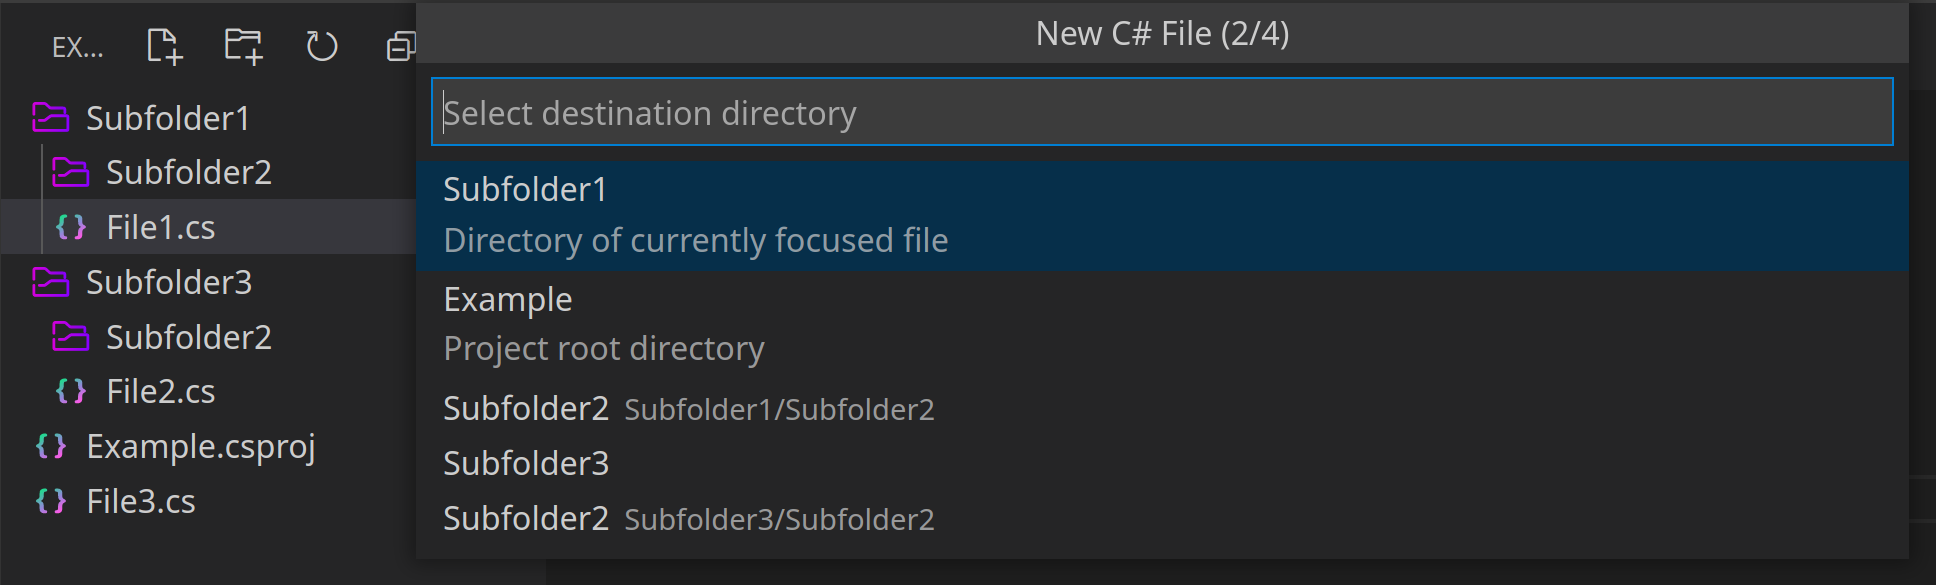 EX...
Subfolder1
Subfolder2
File1.cs
Subfolder3
Subfolder2
File2.cs
Example.csproj
File3.cs
New C# File (2/4)
Select destination directory
Subfolder1
Directory of currently focused file
Example
Project root directory
Subfolder2 Subfolder1/Subfolder2
Subfolder3
Subfolder2 Subfolder3/Subfolder2